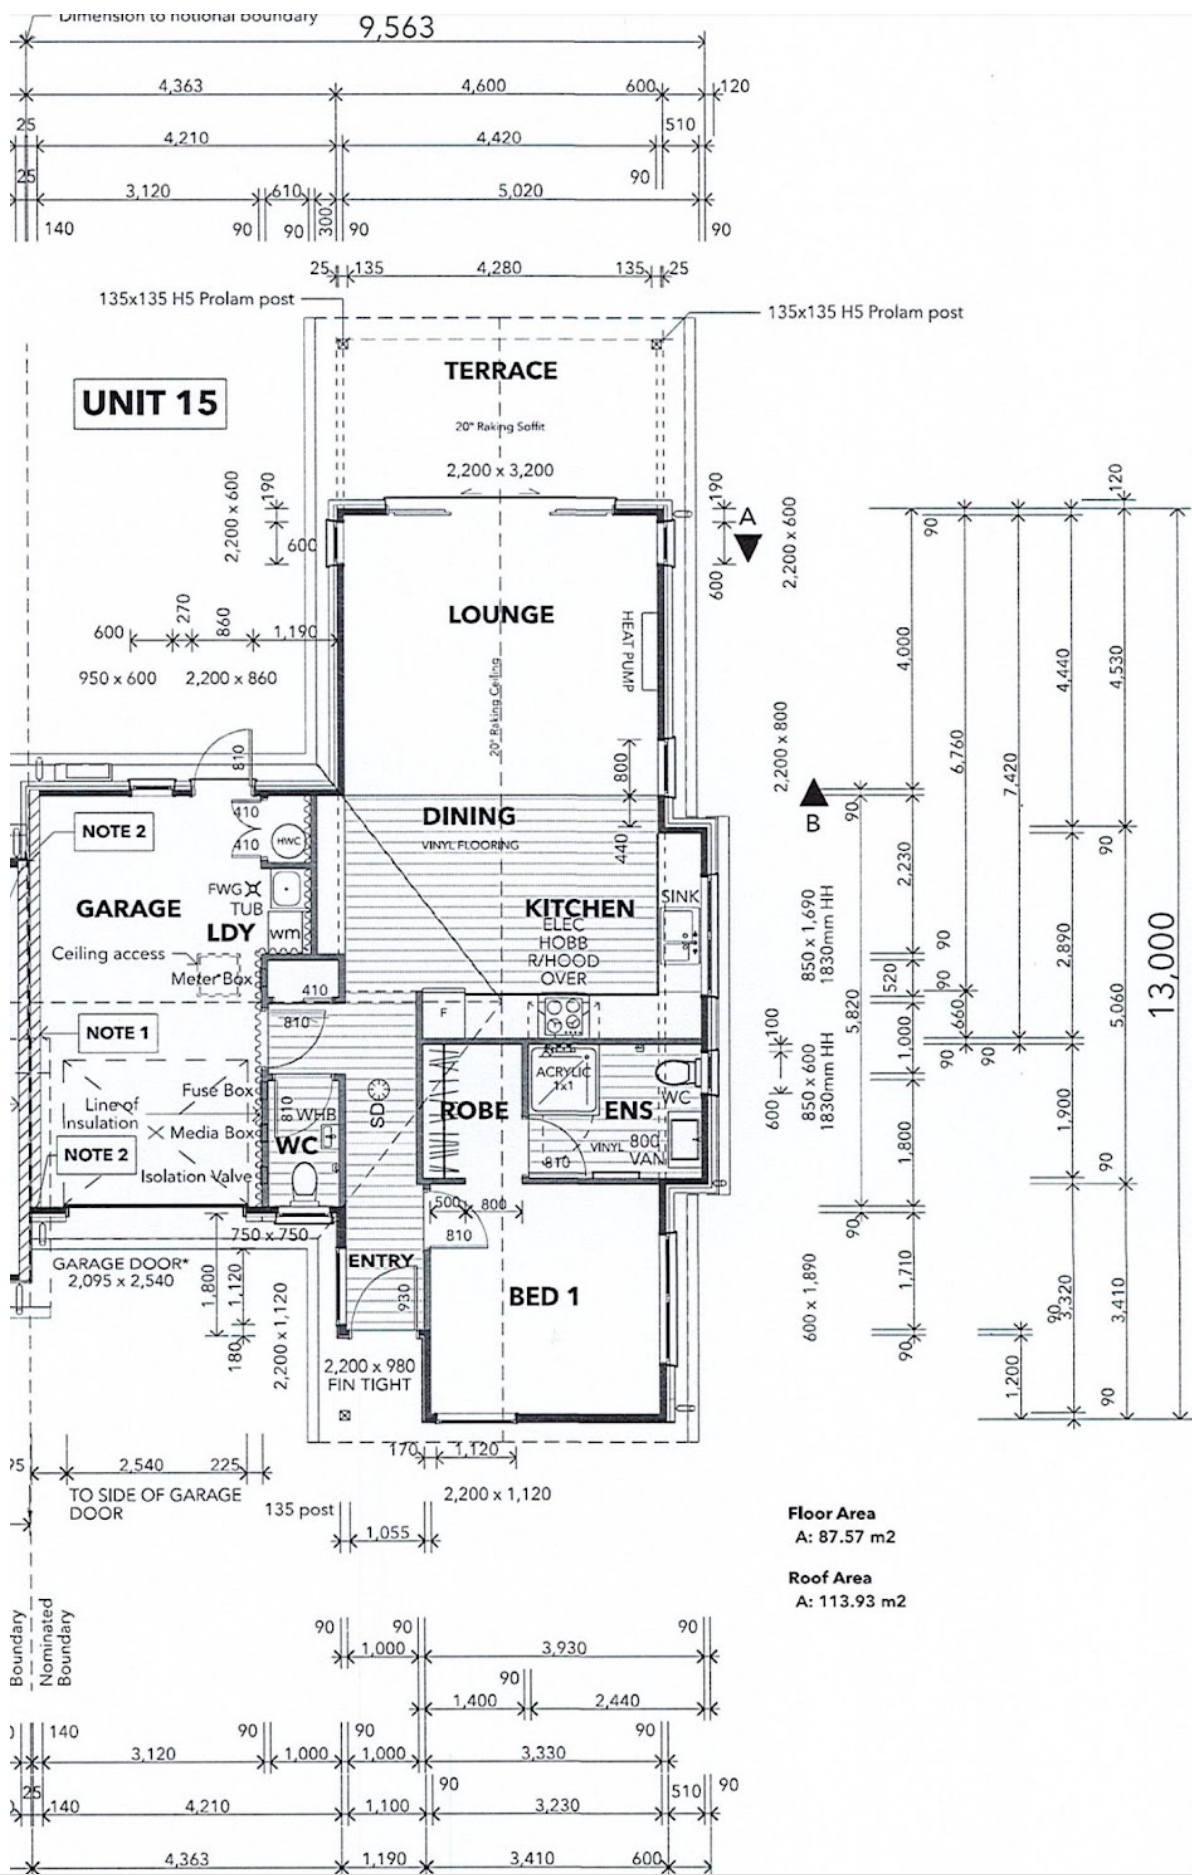 Dimension to notional boundary
9,563
4,363
4,600
600
120
25
4,210
4,420
510
25
3,120
610
5,020
90
140
90
90
300
90
90
25
135
4,280
135
25
135x135 H5 Prolam post
135x135 H5 Prolam post
UNIT 15
TERRACE
20° Raking Soffit
2,200 x 3,200
2,200 x 600
190
600
190
A
600
2,200 x 600
LOUNGE
HEAT PUMP
20° Raking Ceiling
600
270
860
1,190
950 x 600
2,200 x 860
810
800
2,200 x 800
B
440
DINING
VINYL FLOORING
NOTE 2
410
410
HWC
GARAGE
FWG
TUB
LDY
wm
Ceiling access
Meter Box
KITCHEN
ELEC
HOBB
R/HOOD
OVER
SINK
850 x 1,690
1830mm HH
410
810
F
NOTE 1
Fuse Box
Line of
Insulation
Media Box
NOTE 2
Isolation Valve
810
WHB
WC
SD
ROBE
ACRYLIC
1x1
ENS
WC
VINYL
800
VAN
810
100
600
850 x 600
1830mm HH
500
800
810
750 x 750
GARAGE DOOR*
2,095 x 2,540
1,800
1,120
180
2,200 x 1,120
ENTRY
930
BED 1
600 x 1,890
2,200 x 980
FIN TIGHT
120
90
4,000
6,760
7,420
4,440
4,530
90
90
2,230
5,820
90
520
90
660
2,890
5,060
13,000
1,000
90
90
1,900
1,800
90
90
1,710
90
3,320
3,410
90
1,200
90
95
2,540
225
170
1,120
TO SIDE OF GARAGE
DOOR
2,200 x 1,120
135 post
1,055
Floor Area
A: 87.57 m2
Roof Area
A: 113.93 m2
Boundary
Nominated
Boundary
90
90
1,000
3,930
90
90
1,400
2,440
140
90
90
90
3,120
1,000
1,000
3,330
25
140
90
510
90
4,210
1,100
3,230
4,363
1,190
3,410
600